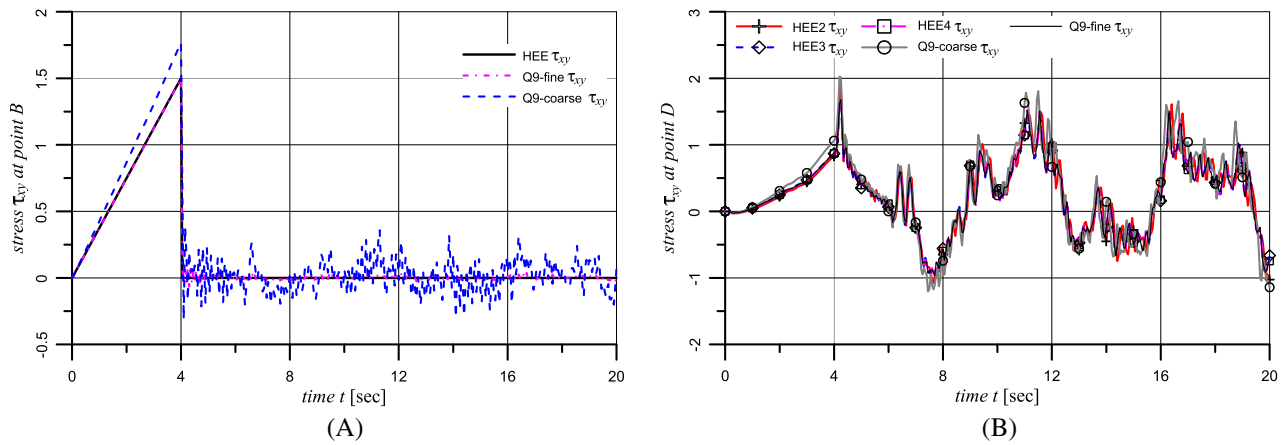 HEE τxy
Q9-fine τxy
Q9-coarse τxy
stress τxy at point B
2
1.5
1
0.5
0
-0.5
0 4 8 12 16 20
time t [sec]
(A)
HEE2 τxy
HEE3 τxy
HEE4 τxy
Q9-coarse τxy
Q9-fine τxy
stress τxy at point D
3
2
1
0
-1
-2
0 4 8 12 16 20
time t [sec]
(B)